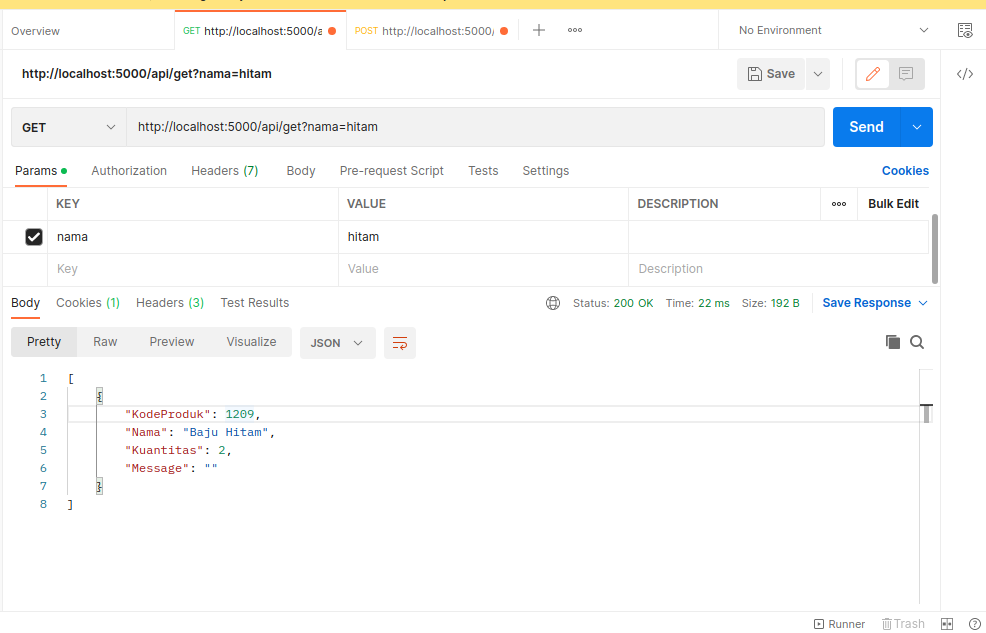 Overview
GET http://localhost:5000/a
POST http://localhost:5000/
No Environment
http://localhost:5000/api/get?nama=hitam
Save
GET
http://localhost:5000/api/get?nama=hitam
Send
Params
Authorization
Headers (7)
Body
Pre-request Script
Tests
Settings
Cookies
KEY
VALUE
DESCRIPTION
Bulk Edit
nama
hitam
Key
Value
Description
Body
Cookies (1)
Headers (3)
Test Results
Status: 200 OK
Time: 22 ms
Size: 192 B
Save Response
Pretty
Raw
Preview
Visualize
JSON
1 [
2 {
3 "KodeProduk": 1209,
4 "Nama": "Baju Hitam",
5 "Kuantitas": 2,
6 "Message": ""
7 }
8 ]
Runner
Trash